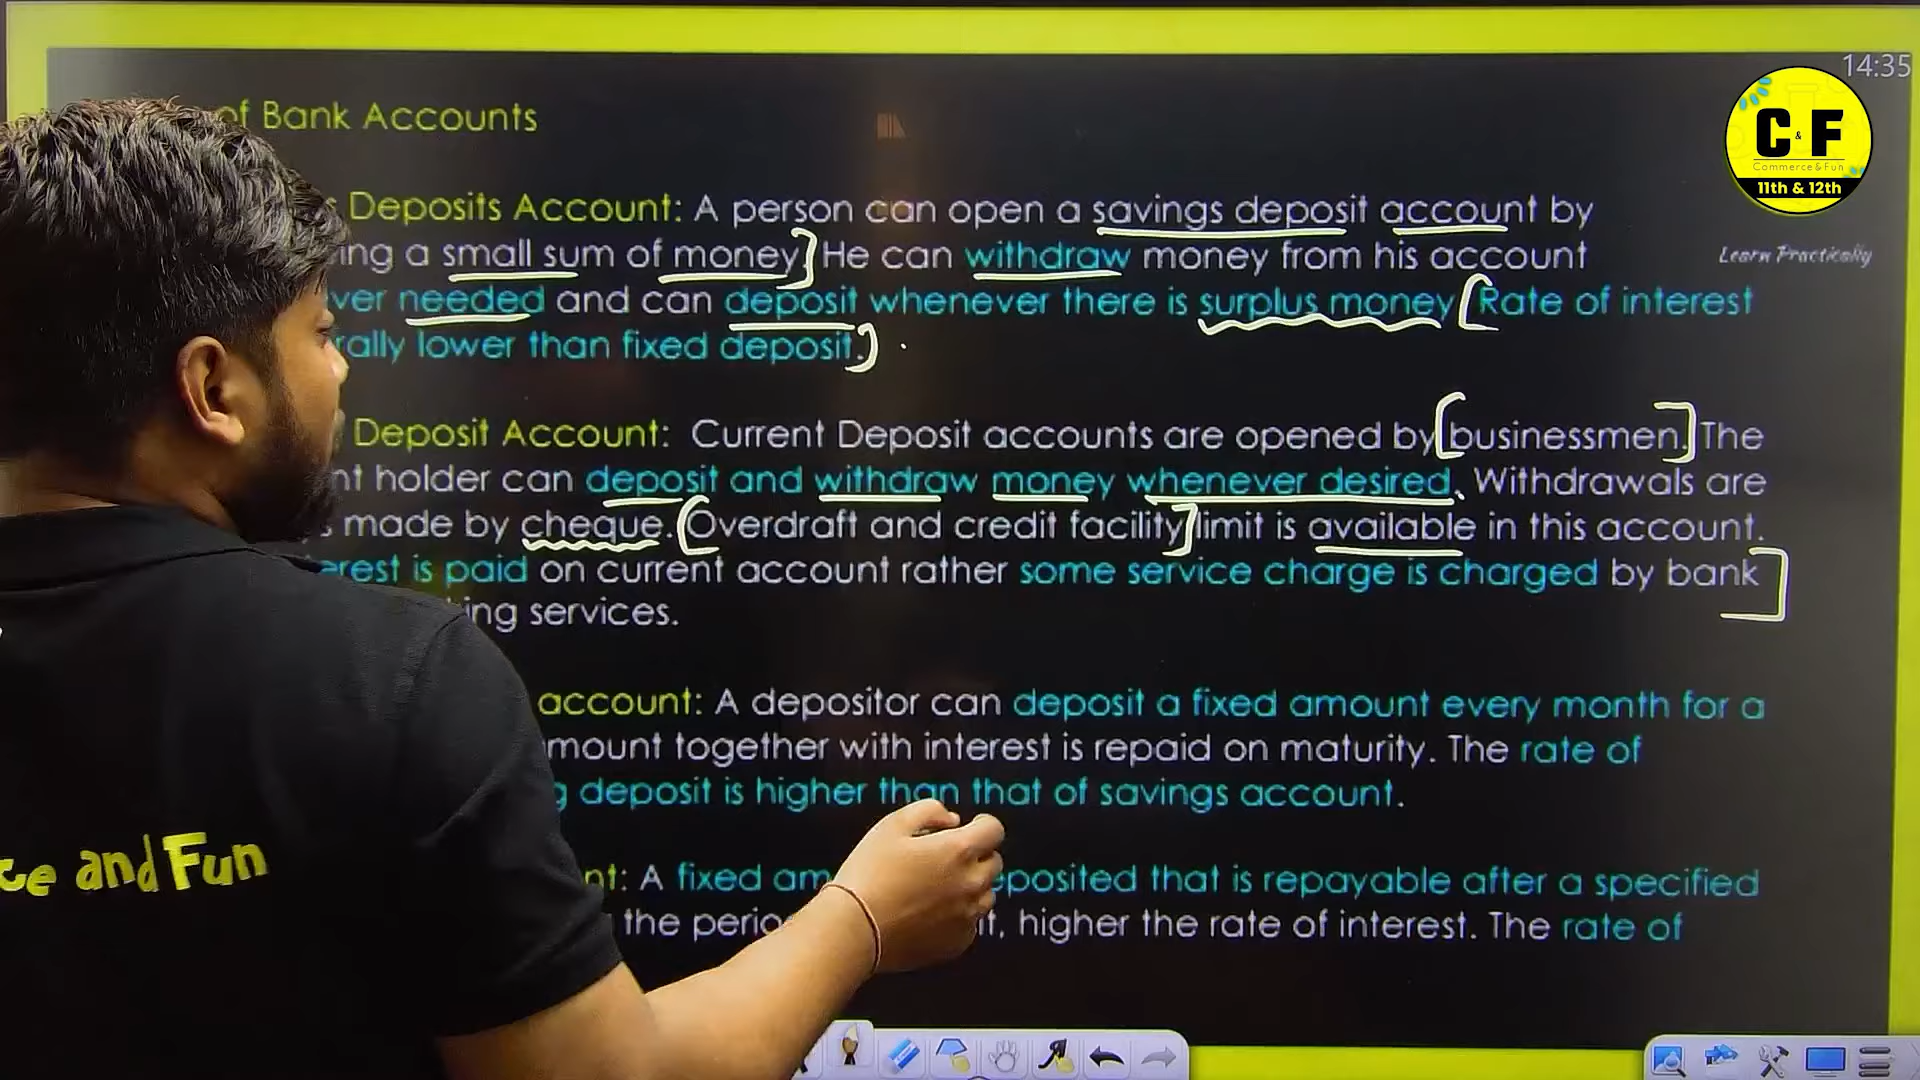 14:35
of Bank Accounts
C & F
Commerce & Fun
11th & 12th
Learn Practically
Deposits Account: A person can open a savings deposit account by
ing a small sum of money. He can withdraw money from his account
ver needed and can deposit whenever there is surplus money. Rate of interest
rally lower than fixed deposit.
Deposit Account: Current Deposit accounts are opened by businessmen. The
nt holder can deposit and withdraw money whenever desired. Withdrawals are
s made by cheque. Overdraft and credit facility limit is available in this account.
erest is paid on current account rather some service charge is charged by bank
ing services.
account: A depositor can deposit a fixed amount every month for a
mount together with interest is repaid on maturity. The rate of
g deposit is higher than that of savings account.
nt: A fixed am eposited that is repayable after a specified
the perio it, higher the rate of interest. The rate of
ce and Fun